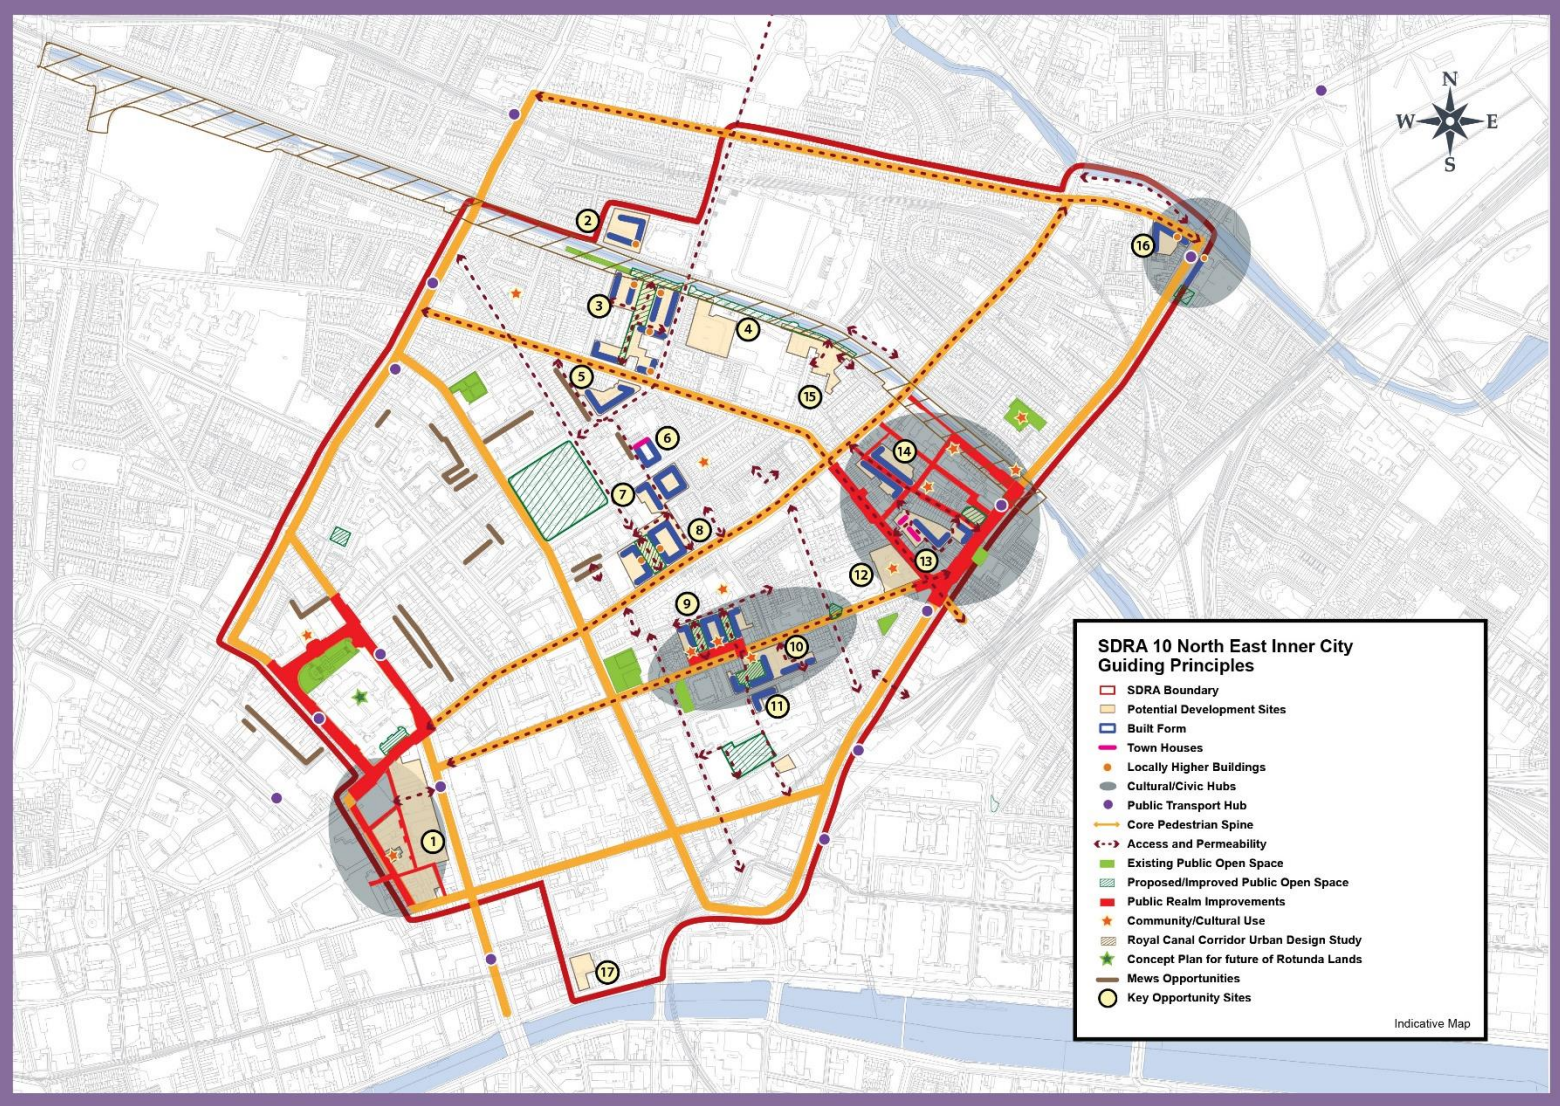 N
W E
S
2
16
3
4
5
15
6
14
7
8
13
12
9
10
11
1
17
SDRA 10 North East Inner City
Guiding Principles
SDRA Boundary
Potential Development Sites
Built Form
Town Houses
Locally Higher Buildings
Cultural/Civic Hubs
Public Transport Hub
Core Pedestrian Spine
Access and Permeability
Existing Public Open Space
Proposed/Improved Public Open Space
Public Realm Improvements
Community/Cultural Use
Royal Canal Corridor Urban Design Study
Concept Plan for future of Rotunda Lands
Mews Opportunities
Key Opportunity Sites
Indicative Map